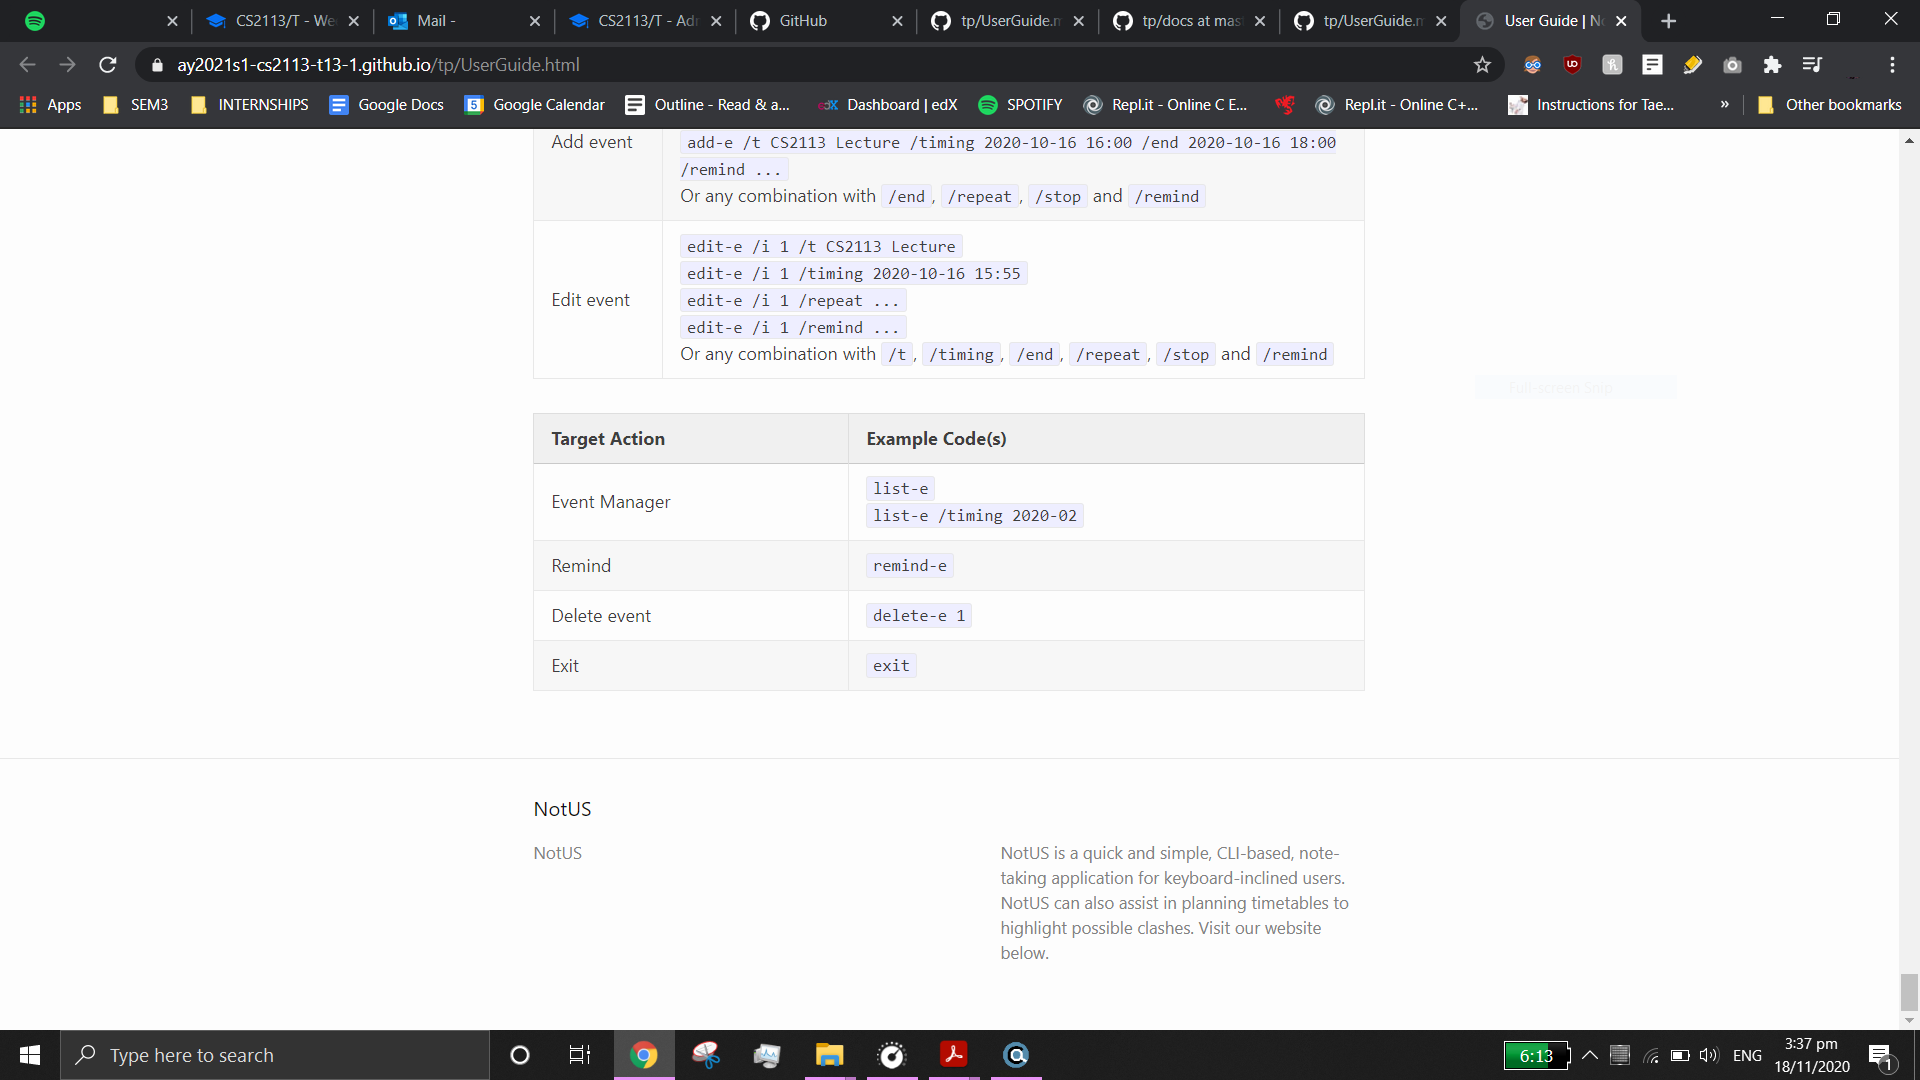 CS2113/T - We
Mail -
CS2113/T - Adr
GitHub
tp/UserGuide.m
tp/docs at mas
tp/UserGuide.m
User Guide | No
ay2021s1-cs2113-t13-1.github.io/tp/UserGuide.html
Apps
SEM3
INTERNSHIPS
Google Docs
Google Calendar
Outline - Read & a...
Dashboard | edX
SPOTIFY
Repl.it - Online C E...
Repl.it - Online C+...
Instructions for Tae...
»
Other bookmarks
Add event
add-e /t CS2113 Lecture /timing 2020-10-16 16:00 /end 2020-10-16 18:00
/remind ...
Or any combination with /end, /repeat, /stop and /remind
Edit event
edit-e /i 1 /t CS2113 Lecture
edit-e /i 1 /timing 2020-10-16 15:55
edit-e /i 1 /repeat ...
edit-e /i 1 /remind ...
Or any combination with /t, /timing, /end, /repeat, /stop and /remind
Full-screen Snip
Target Action
Example Code(s)
Event Manager
list-e
list-e /timing 2020-02
Remind
remind-e
Delete event
delete-e 1
Exit
exit
NotUS
NotUS
NotUS is a quick and simple, CLI-based, note-
taking application for keyboard-inclined users.
NotUS can also assist in planning timetables to
highlight possible clashes. Visit our website
below.
Type here to search
6:13
ENG
3:37 pm
18/11/2020
1